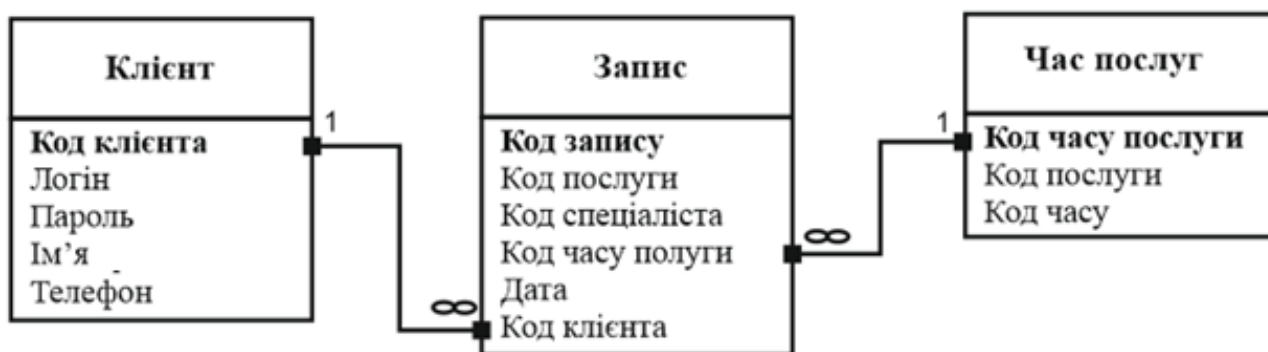 Клієнт
Код клієнта
Логін
Пароль
Ім’я
Телефон
1
∞
Запис
Код запису
Код послуги
Код спеціаліста
Код часу полуги
Дата
Код клієнта
∞
1
Час послуг
Код часу послуги
Код послуги
Код часу